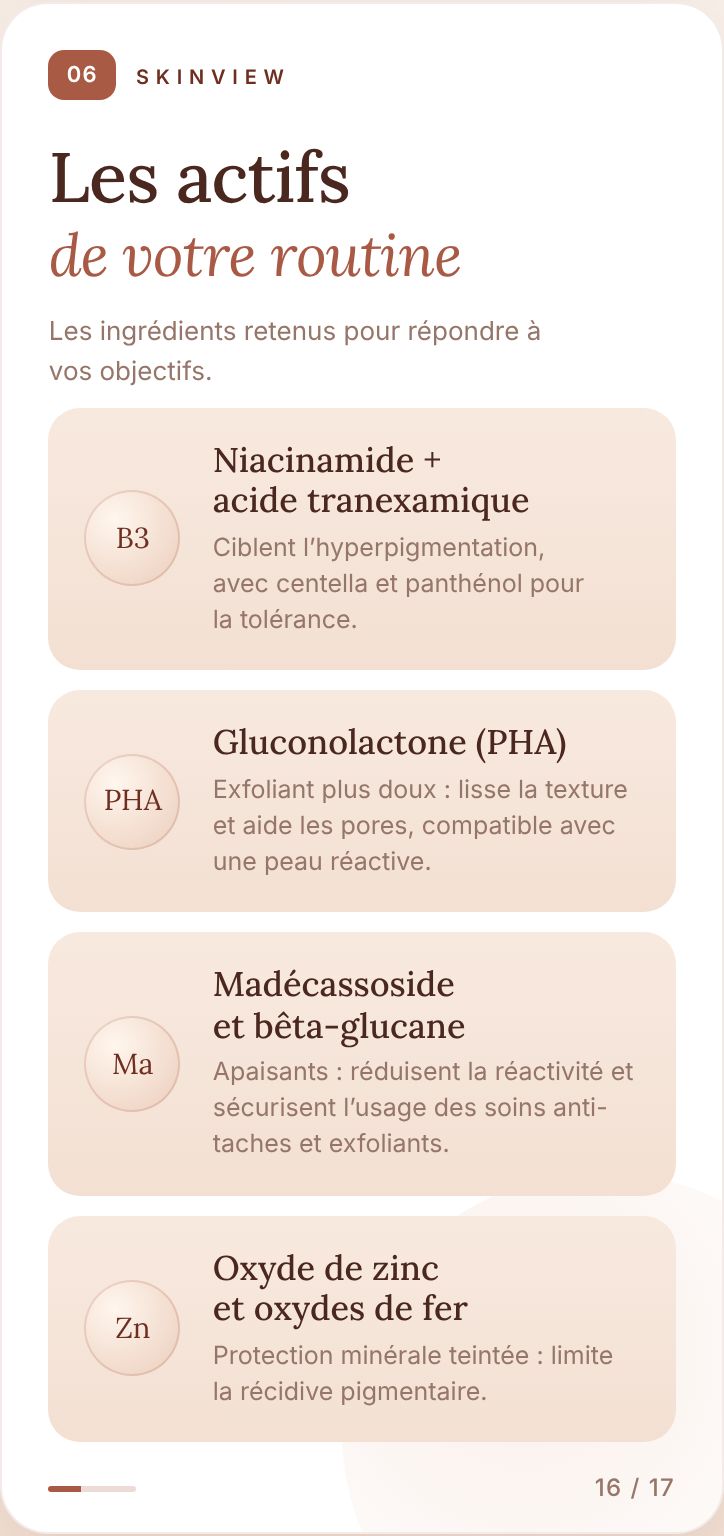 06 SKINVIEW
Les actifs
de votre routine
Les ingrédients retenus pour répondre à
vos objectifs.
B3
Niacinamide +
acide tranexamique
Ciblent l’hyperpigmentation,
avec centella et panthénol pour
la tolérance.
PHA
Gluconolactone (PHA)
Exfoliant plus doux : lisse la texture
et aide les pores, compatible avec
une peau réactive.
Ma
Madécassoside
et bêta-glucane
Apaisants : réduisent la réactivité et
sécurisent l’usage des soins anti-
taches et exfoliants.
Zn
Oxyde de zinc
et oxydes de fer
Protection minérale teintée : limite
la récidive pigmentaire.
16 / 17